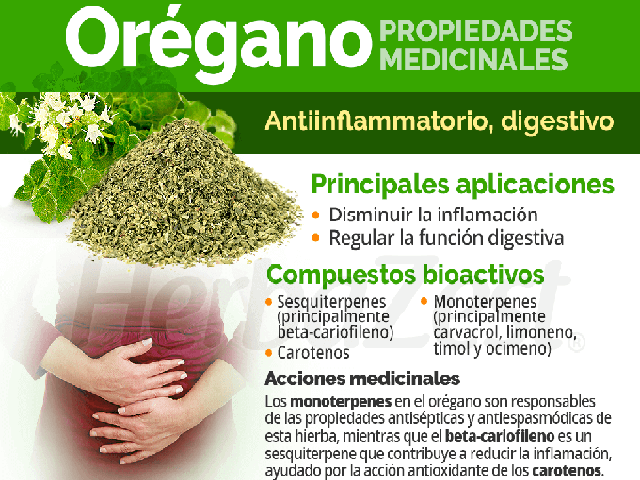 Orégano PROPIEDADES
MEDICINALES
Antiinflammatorio, digestivo
Principales aplicaciones
• Disminuir la inflamación
• Regular la función digestiva
Compuestos bioactivos
• Sesquiterpenes
(principalmente
beta-cariofileno)
• Carotenos
• Monoterpenes
(principalmente
carvacrol, limoneno,
timol y ocimeno)
Acciones medicinales
Los monoterpenes en el orégano son responsables
de las propiedades antisépticas y antiespasmódicas de
esta hierba, mientras que el beta-cariofileno es un
sesquiterpene que contribuye a reducir la inflamación,
ayudado por la acción antioxidante de los carotenos.
HerbaZest®